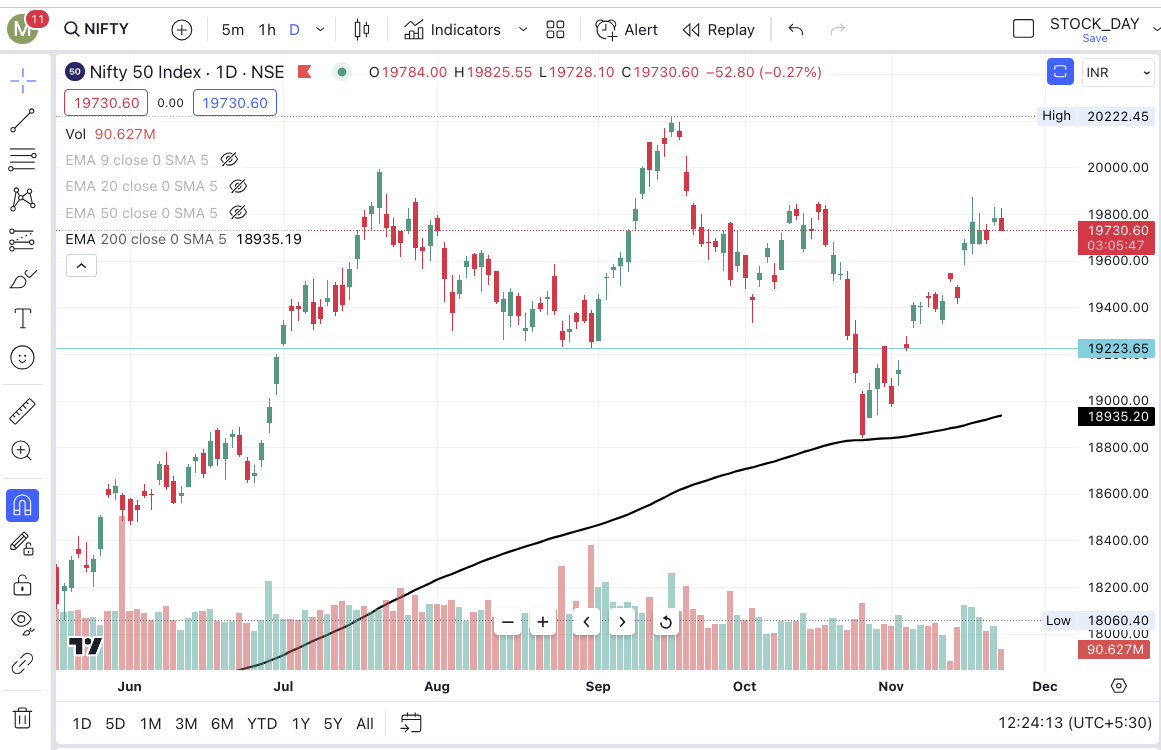 M 11 NIFTY 5m 1h D Indicators Alert Replay STOCK_DAY
Save
50 Nifty 50 Index · 1D · NSE O19784.00 H19825.55 L19728.10 C19730.60 −52.80 (−0.27%) INR
19730.60 0.00 19730.60
Vol 90.627M
EMA 9 close 0 SMA 5
EMA 20 close 0 SMA 5
EMA 50 close 0 SMA 5
EMA 200 close 0 SMA 5 18935.19
High 20222.45
20000.00
19800.00
19730.60
03:05:47
19600.00
19400.00
19223.65
19000.00
18935.20
18800.00
18600.00
18400.00
18200.00
Low 18060.40
18000.00
90.627M
Jun Jul Aug Sep Oct Nov Dec
1D 5D 1M 3M 6M YTD 1Y 5Y All 12:24:13 (UTC+5:30)